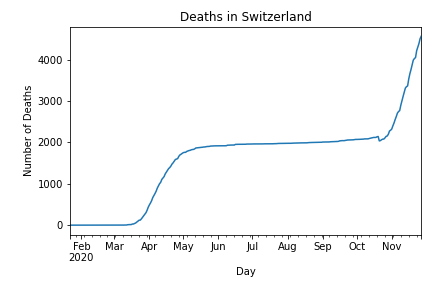 Deaths in Switzerland
Number of Deaths
4000
3000
2000
1000
0
Feb Mar Apr May Jun Jul Aug Sep Oct Nov
2020
Day